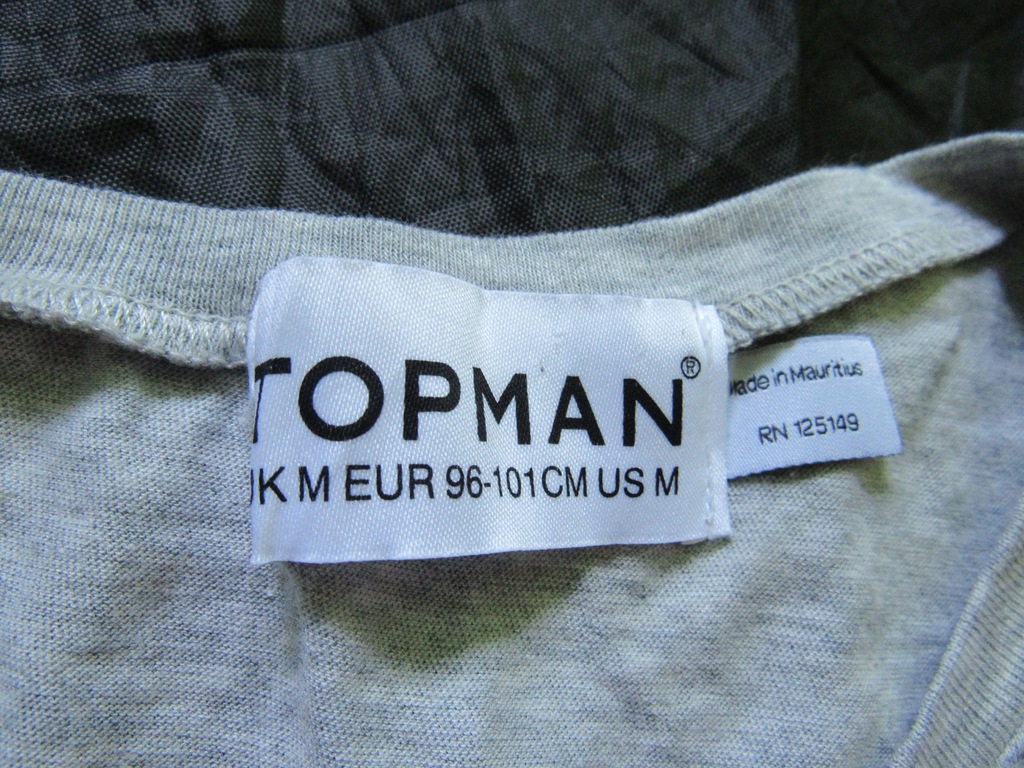 TOPMAN®
UK M EUR 96-101CM US M
Made in Mauritius
RN 125149